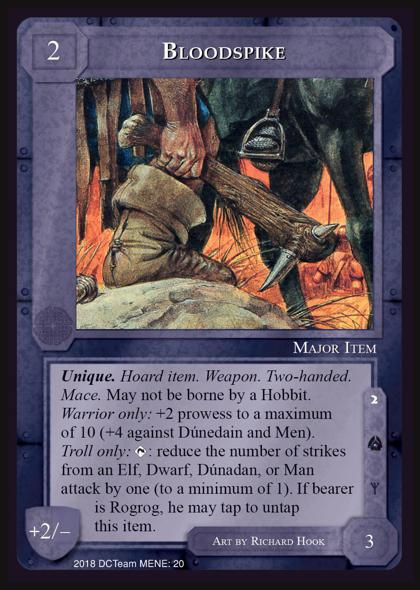 2
Bloodspike
Major Item
Unique. Hoard item. Weapon. Two-handed.
Mace. May not be borne by a Hobbit.
Warrior only: +2 prowess to a maximum
of 10 (+4 against Dúnedain and Men).
Troll only: : reduce the number of strikes
from an Elf, Dwarf, Dúnadan, or Man
attack by one (to a minimum of 1). If bearer
is Rogrog, he may tap to untap
this item.
2
+2/–
Art by Richard Hook
3
2018 DCTeam MENE: 20